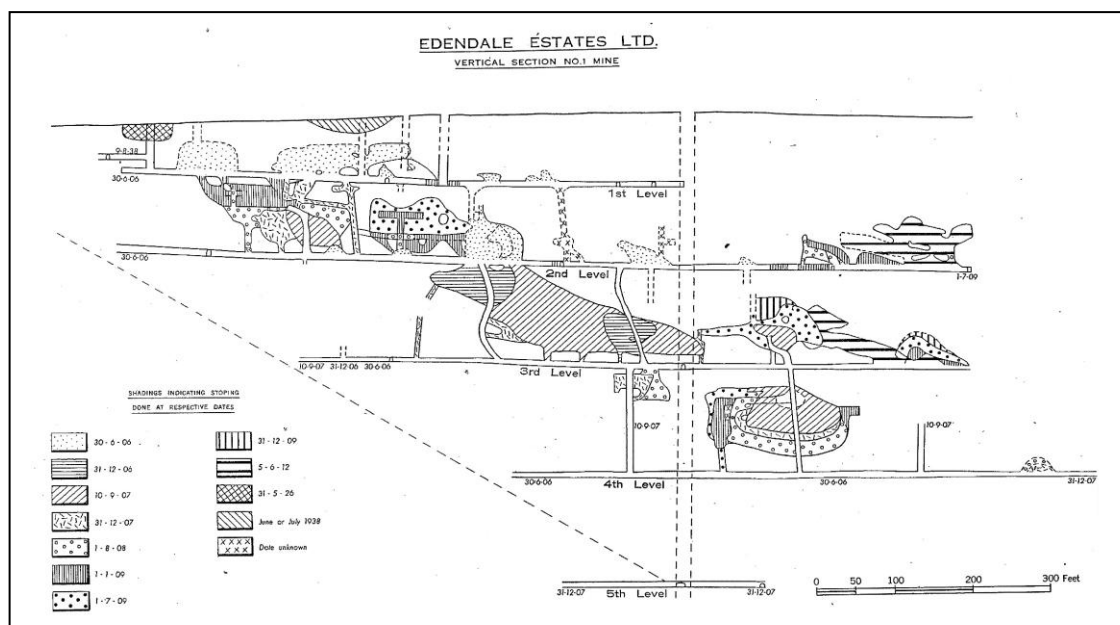 EDENDALE ESTATES LTD.
VERTICAL SECTION NO.1 MINE
9-8-38
30-6-06
1st Level
30-6-06
2nd Level
1-7-09
10-9-07
31-12-06
30-6-06
3rd Level
10-9-07
10-9-07
30-6-06
4th Level
30-6-06
31-12-07
31-12-07
5th Level
31-12-07
SHADINGS INDICATING STOPING
DONE AT RESPECTIVE DATES
30-6-06
31-12-06
10-9-07
31-12-07
1-8-08
1-1-09
1-7-09
31-12-09
5-6-12
31-5-26
June or July 1938
Date unknown
0 50 100 200 300 Feet